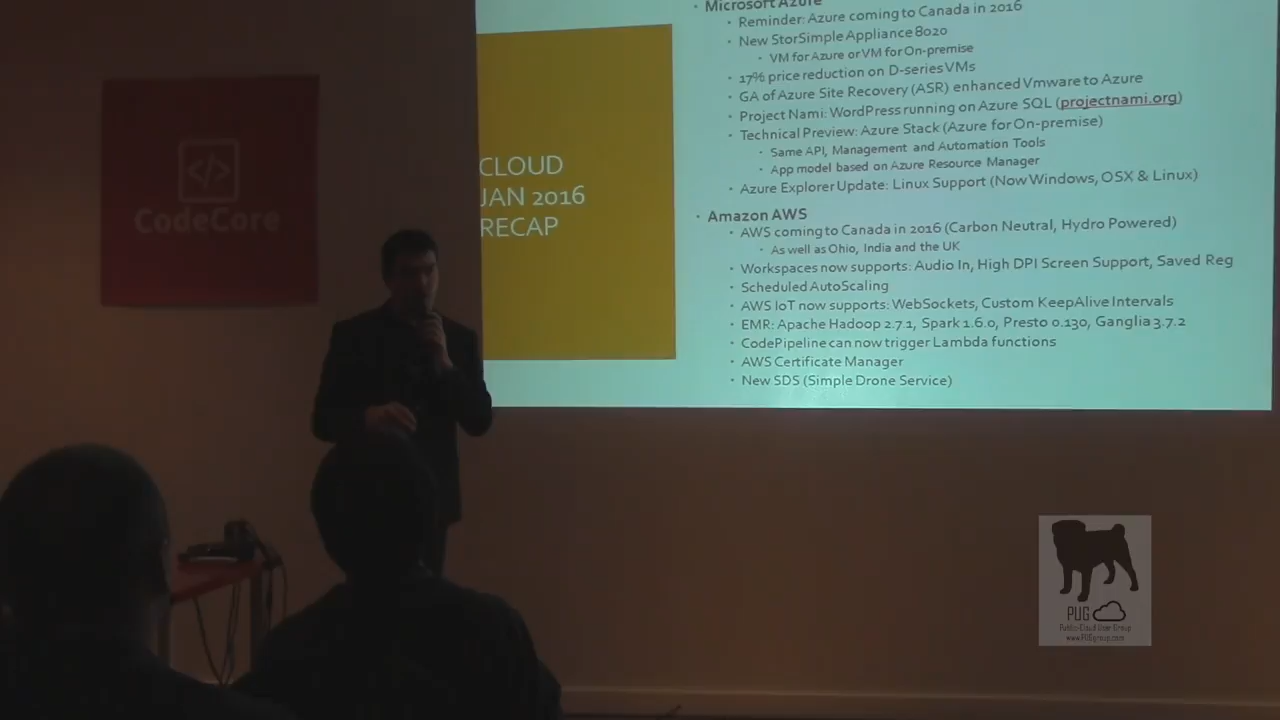 Microsoft Azure
Reminder: Azure coming to Canada in 2016
New StorSimple Appliance 8020
VM for Azure or VM for On-premise
17% price reduction on D-series VMs
GA of Azure Site Recovery (ASR) enhanced Vmware to Azure
Project Nami: WordPress running on Azure SQL (projectnami.org)
Technical Preview: Azure Stack (Azure for On-premise)
Same API, Management and Automation Tools
App model based on Azure Resource Manager
Azure Explorer Update: Linux Support (Now Windows, OSX & Linux)
Amazon AWS
AWS coming to Canada in 2016 (Carbon Neutral, Hydro Powered)
As well as Ohio, India and the UK
Workspaces now supports: Audio In, High DPI Screen Support, Saved Reg
Scheduled AutoScaling
AWS IoT now supports: WebSockets, Custom KeepAlive Intervals
EMR: Apache Hadoop 2.7.1, Spark 1.6.0, Presto 0.130, Ganglia 3.7.2
CodePipeline can now trigger Lambda functions
AWS Certificate Manager
New SDS (Simple Drone Service)
CLOUD
JAN 2016
RECAP
</>
CodeCore
PUG
Public Cloud User Group
www.PUGgroup.com